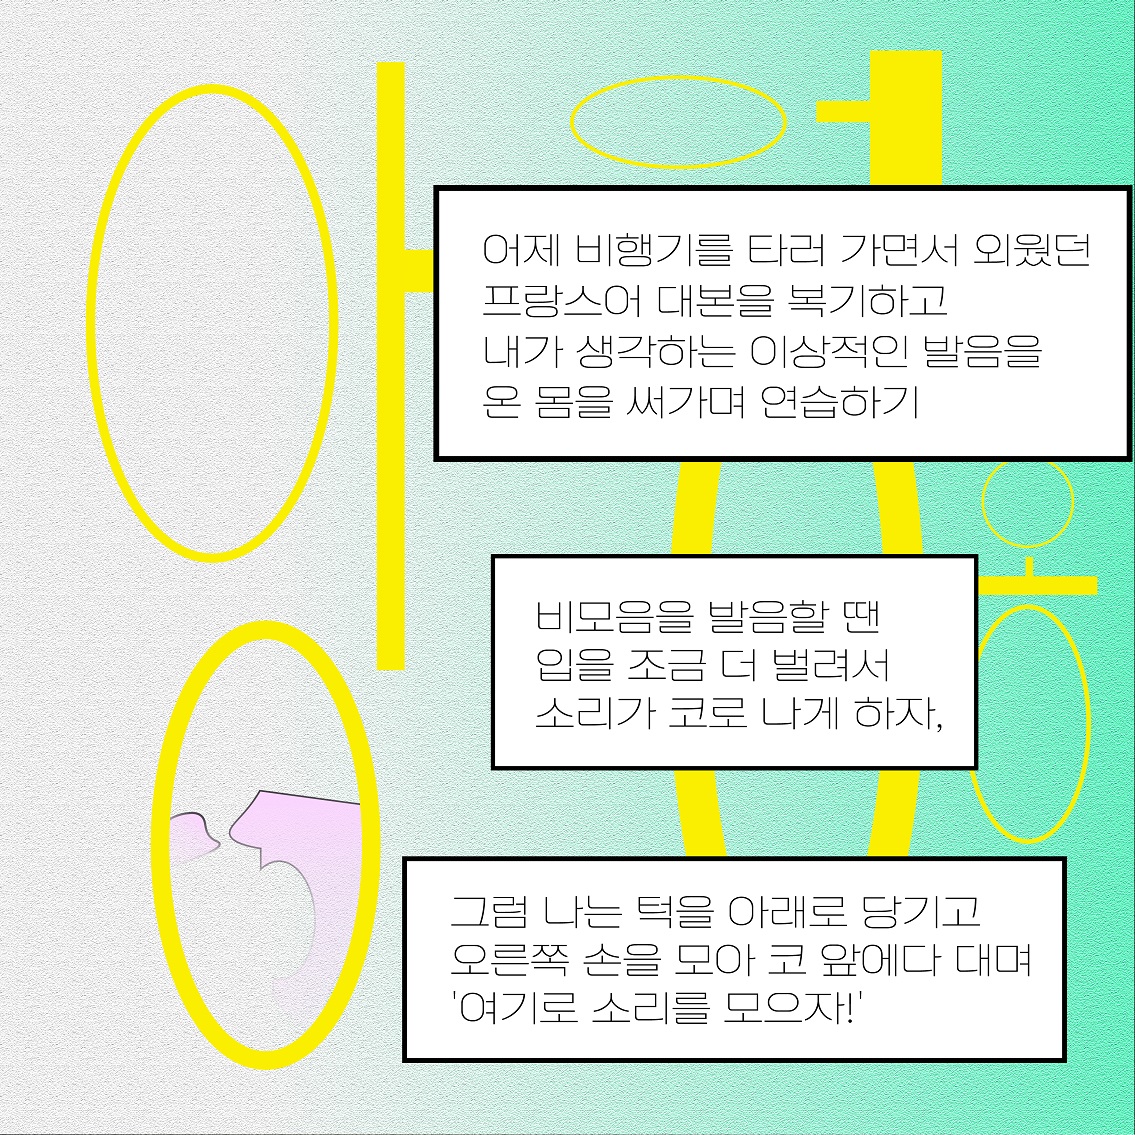 앙
엉
웅
어제 비행기를 타러 가면서 외웠던
프랑스어 대본을 복기하고
내가 생각하는 이상적인 발음을
온 몸을 써가며 연습하기
비모음을 발음할 땐
입을 조금 더 벌려서
소리가 코로 나게 하자,
그럼 나는 턱을 아래로 당기고
오른쪽 손을 모아 코 앞에다 대며
'여기로 소리를 모으자!'